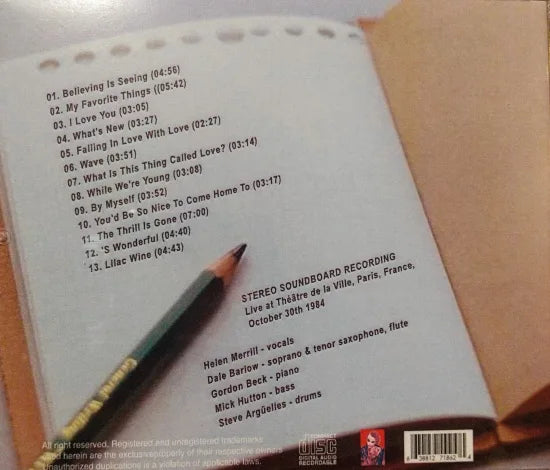 01. Believing Is Seeing (04:56)
02. My Favorite Things ((05:42)
03. I Love You (03:05)
04. What's New (03:27)
05. Falling In Love With Love (02:27)
06. Wave (03:51)
07. What Is This Thing Called Love? (03:14)
08. While We're Young (03:08)
09. By Myself (03:52)
10. You'd Be So Nice To Come Home To (03:17)
11. The Thrill Is Gone (07:00)
12. 'S Wonderful (04:40)
13. Lilac Wine (04:43)
STEREO SOUNDBOARD RECORDING
Live at Théâtre de la Ville, Paris, France,
October 30th 1984
Helen Merrill - vocals
Dale Barlow - soprano & tenor saxophone, flute
Gordon Beck - piano
Mick Hutton - bass
Steve Argüelles - drums
All right reserved. Registered and unregistered trademarks
used herein are the exclusiveproperly of their respective owners
Unauthorized duplications is a violation of applicable laws.
COMPACT
disc
DIGITAL AUDIO
RECORDABLE
6 39812 71862 4